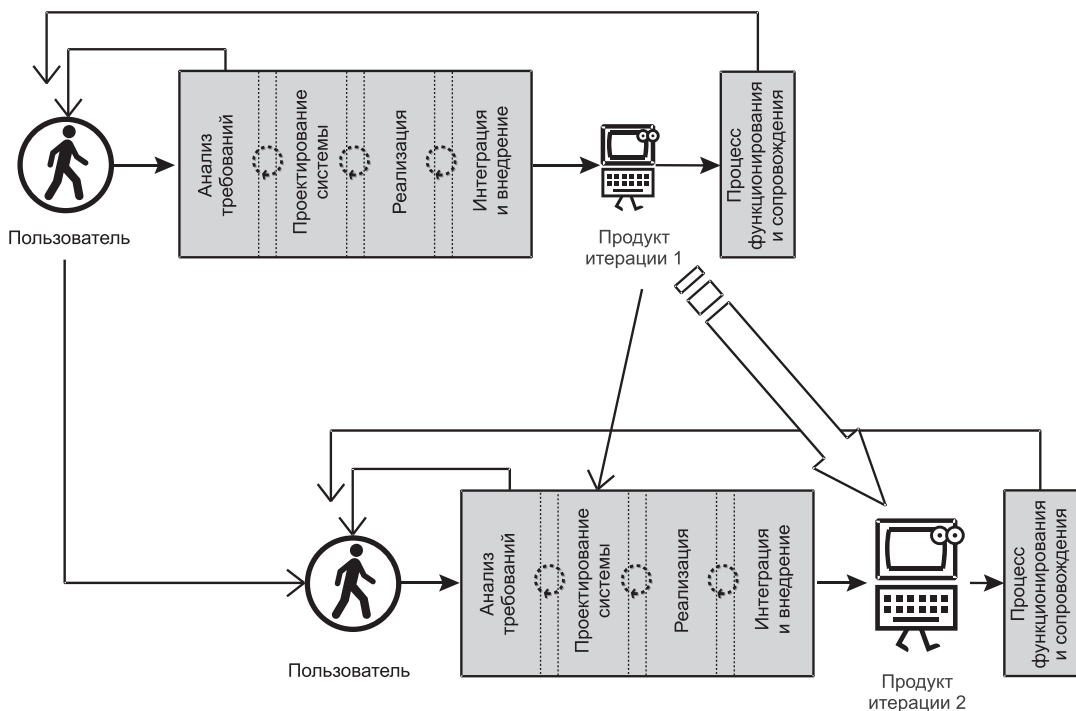 Анализ
требований
Проектирование
системы
Реализация
Интеграция
и внедрение
Процесс
функционирования
и сопровождения
Пользователь
Продукт
итерации 1
Анализ
требований
Проектирование
системы
Реализация
Интеграция
и внедрение
Процесс
функционирования
и сопровождения
Пользователь
Продукт
итерации 2